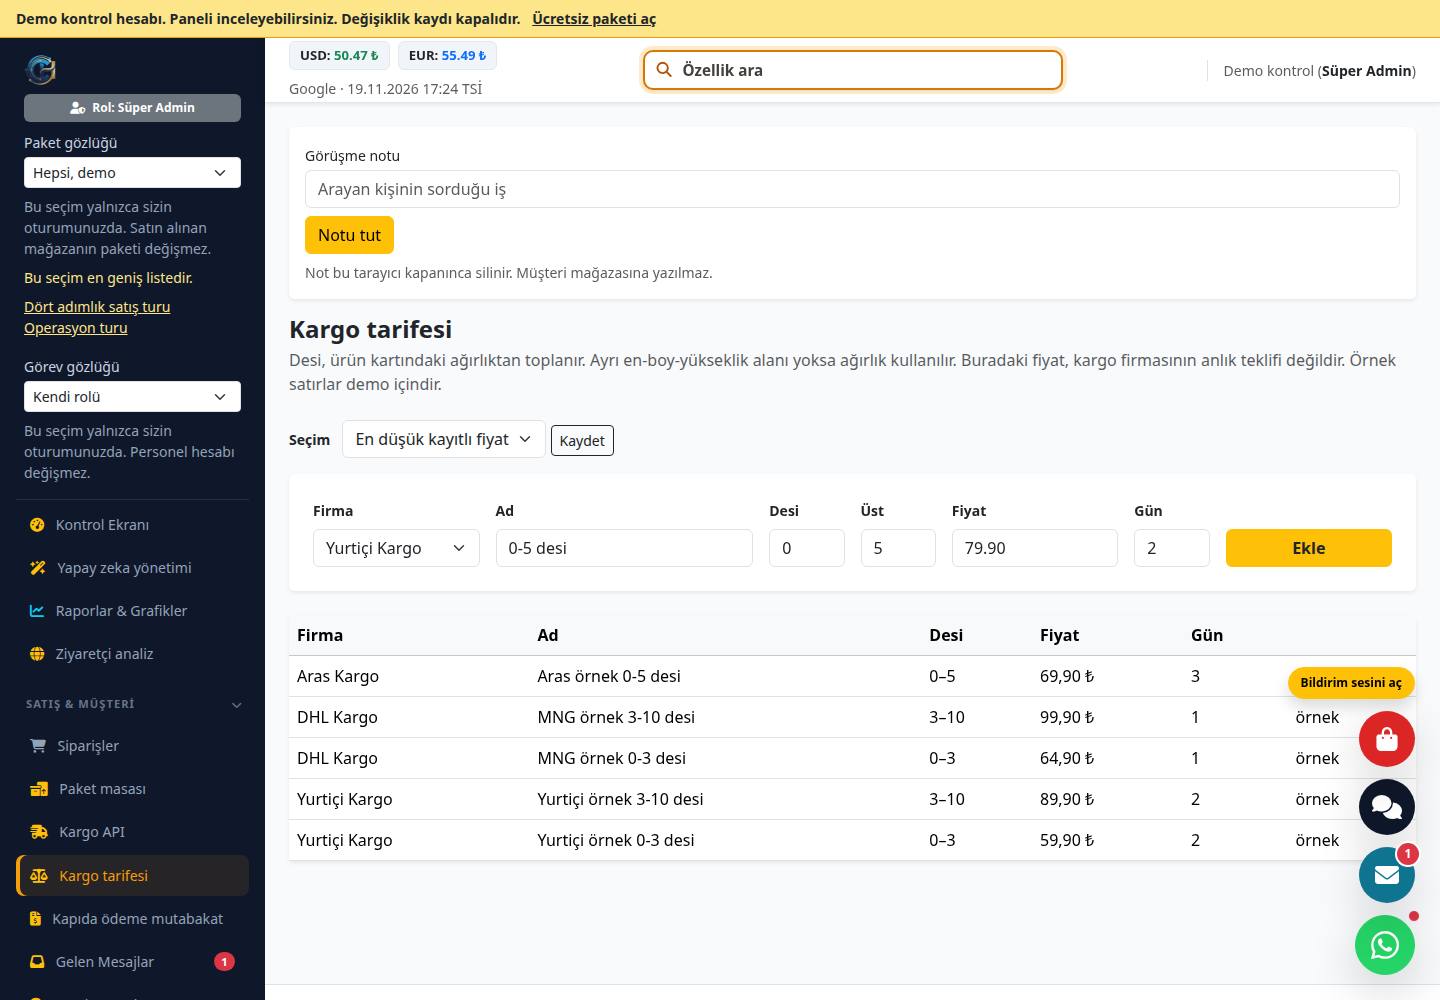 Demo kontrol hesabı. Paneli inceleyebilirsiniz. Değişiklik kaydı kapalıdır. Ücretsiz paketi aç
Rol: Süper Admin
Paket gözlüğü
Hepsi, demo
Bu seçim yalnızca sizin
oturumunuzda. Satın alınan
mağazanın paketi değişmez.
Bu seçim en geniş listedir.
Dört adımlık satış turu
Operasyon turu
Görev gözlüğü
Kendi rolü
Bu seçim yalnızca sizin
oturumunuzda. Personel hesabı
değişmez.
Kontrol Ekranı
Yapay zeka yönetimi
Raporlar & Grafikler
Ziyaretçi analiz
SATIŞ & MÜŞTERİ
Siparişler
Paket masası
Kargo API
Kargo tarifesi
Kapıda ödeme mutabakat
Gelen Mesajlar 1
USD: 50.47 ₺ EUR: 55.49 ₺
Google · 19.11.2026 17:24 TSİ
Özellik ara
Demo kontrol (Süper Admin)
Görüşme notu
Arayan kişinin sorduğu iş
Notu tut
Not bu tarayıcı kapanınca silinir. Müşteri mağazasına yazılmaz.
Kargo tarifesi
Desi, ürün kartındaki ağırlıktan toplanır. Ayrı en-boy-yükseklik alanı yoksa ağırlık kullanılır. Buradaki fiyat, kargo firmasının anlık teklifi değildir. Örnek
satırlar demo içindir.
Seçim En düşük kayıtlı fiyat Kaydet
Firma Ad Desi Üst Fiyat Gün
Yurtiçi Kargo 0-5 desi 0 5 79.90 2 Ekle
Firma Ad Desi Fiyat Gün
Aras Kargo Aras örnek 0-5 desi 0–5 69,90 ₺ 3
Bildirim sesini aç
DHL Kargo MNG örnek 3-10 desi 3–10 99,90 ₺ 1 örnek
DHL Kargo MNG örnek 0-3 desi 0–3 64,90 ₺ 1 örnek
Yurtiçi Kargo Yurtiçi örnek 3-10 desi 3–10 89,90 ₺ 2 örnek
Yurtiçi Kargo Yurtiçi örnek 0-3 desi 0–3 59,90 ₺ 2 örnek
1